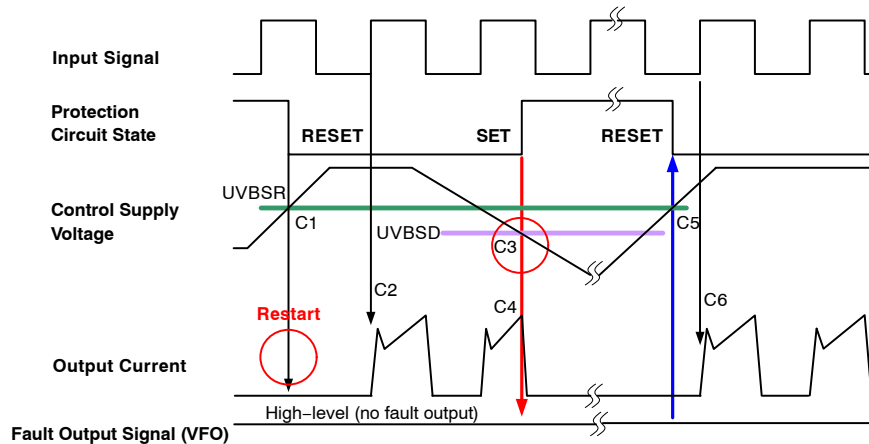 Input Signal
Protection
Circuit State
RESET
SET
RESET
UVBSR
Control Supply
Voltage
C1
UVBSD
C3
C5
C2
C4
C6
Restart
Output Current
High−level (no fault output)
Fault Output Signal (VFO)